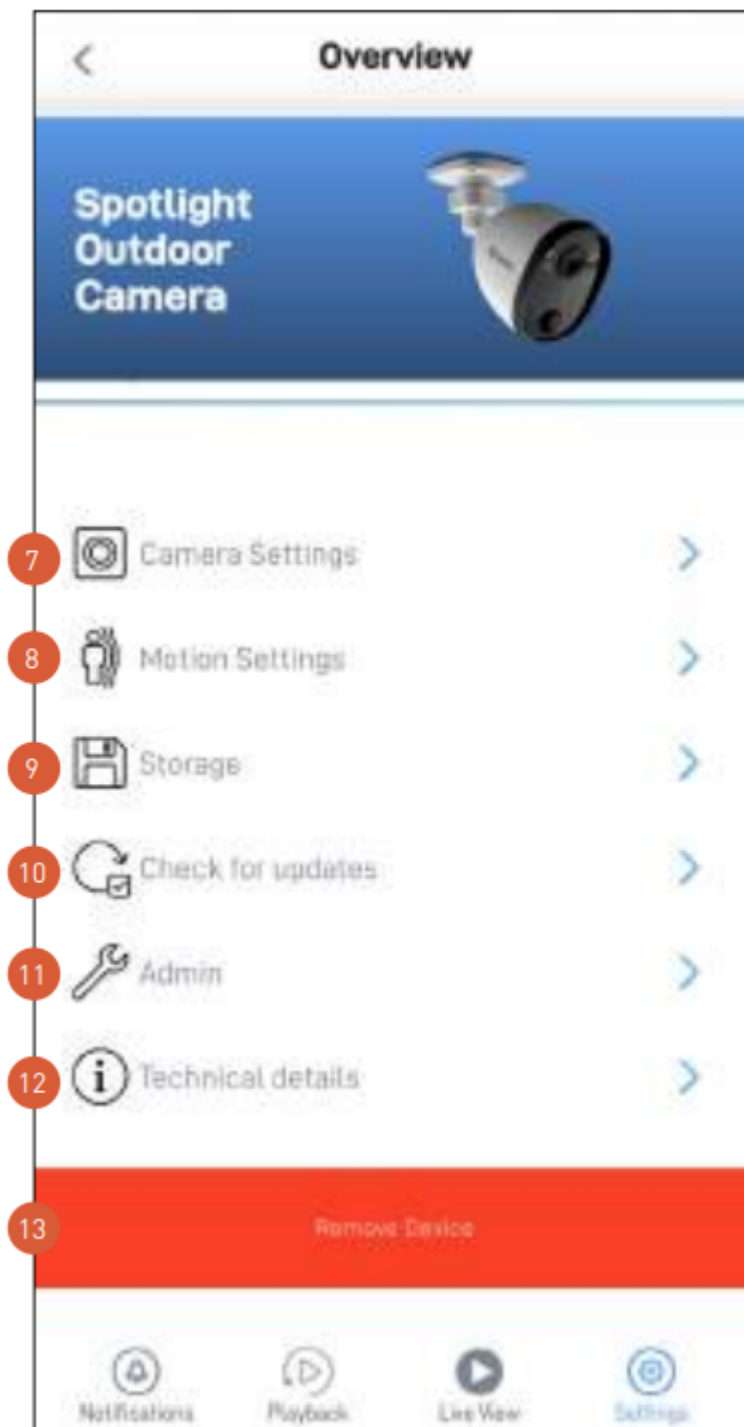 Overview
Spotlight
Outdoor
Camera
7 Camera Settings
8 Motion Settings
9 Storage
10 Check for updates
11 Admin
12 Technical details
13 Remove Device
Notifications Playback Live View Settings